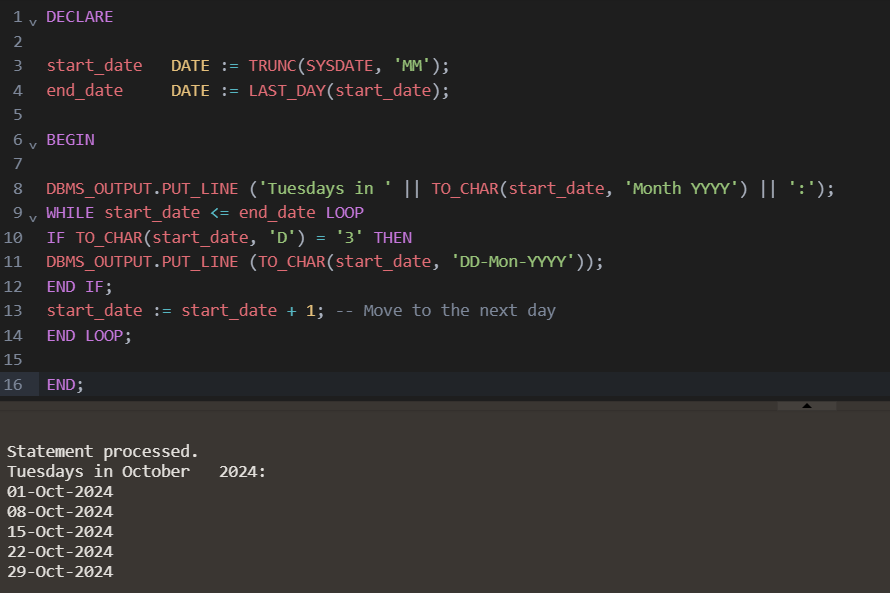 1 DECLARE
2
3 start_date   DATE := TRUNC(SYSDATE, 'MM');
4 end_date     DATE := LAST_DAY(start_date);
5
6 BEGIN
7
8 DBMS_OUTPUT.PUT_LINE ('Tuesdays in ' || TO_CHAR(start_date, 'Month YYYY') || ':');
9 WHILE start_date <= end_date LOOP
10 IF TO_CHAR(start_date, 'D') = '3' THEN
11 DBMS_OUTPUT.PUT_LINE (TO_CHAR(start_date, 'DD-Mon-YYYY'));
12 END IF;
13 start_date := start_date + 1; -- Move to the next day
14 END LOOP;
15
16 END;
Statement processed.
Tuesdays in October   2024:
01-Oct-2024
08-Oct-2024
15-Oct-2024
22-Oct-2024
29-Oct-2024